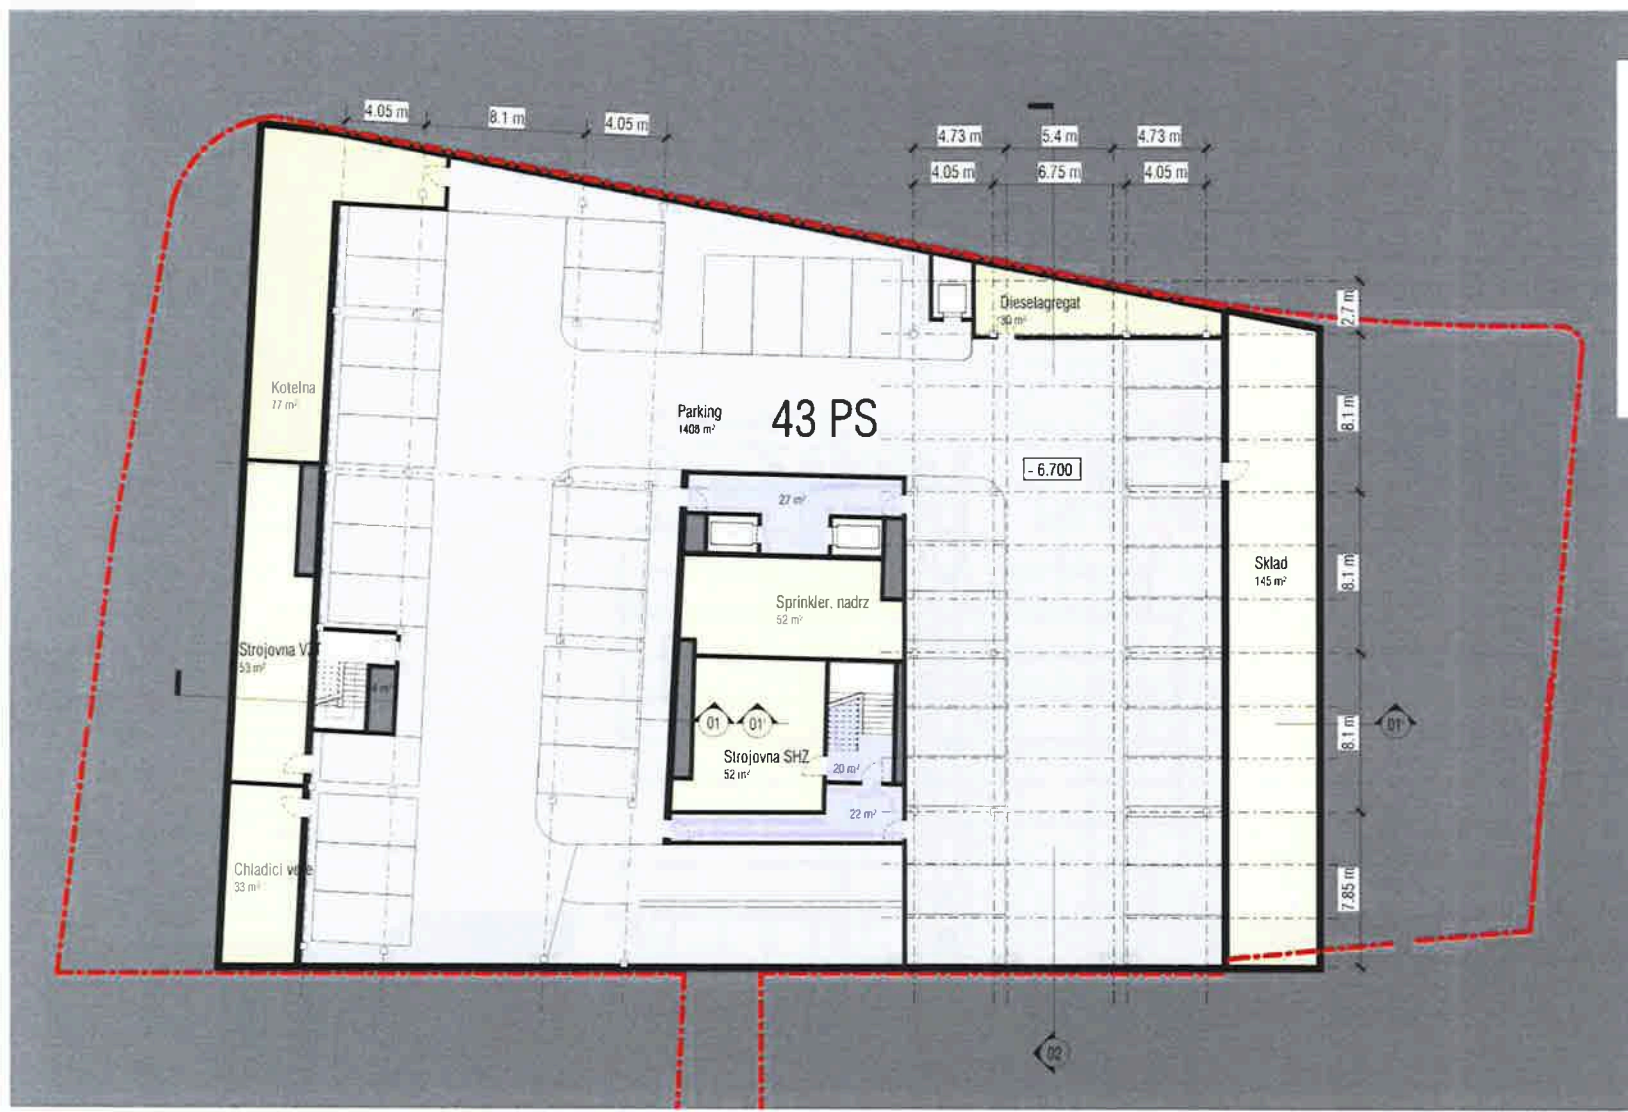 4.05 m
8.1 m
4.05 m
4.73 m
5.4 m
4.73 m
4.05 m
6.75 m
4.05 m
2.7 m
Dieselagregat
30 m²
Kotelna
77 m²
Parking
1408 m²
43 PS
- 6.700
8.1 m
27 m²
Sklad
145 m²
8.1 m
Sprinkler. nadrz
52 m²
Strojovna
53 m²
4 m²
01
01'
01'
8.1 m
Strojovna SHZ
52 m²
20 m²
22 m²
Chladici
33 m²
7.85 m
02